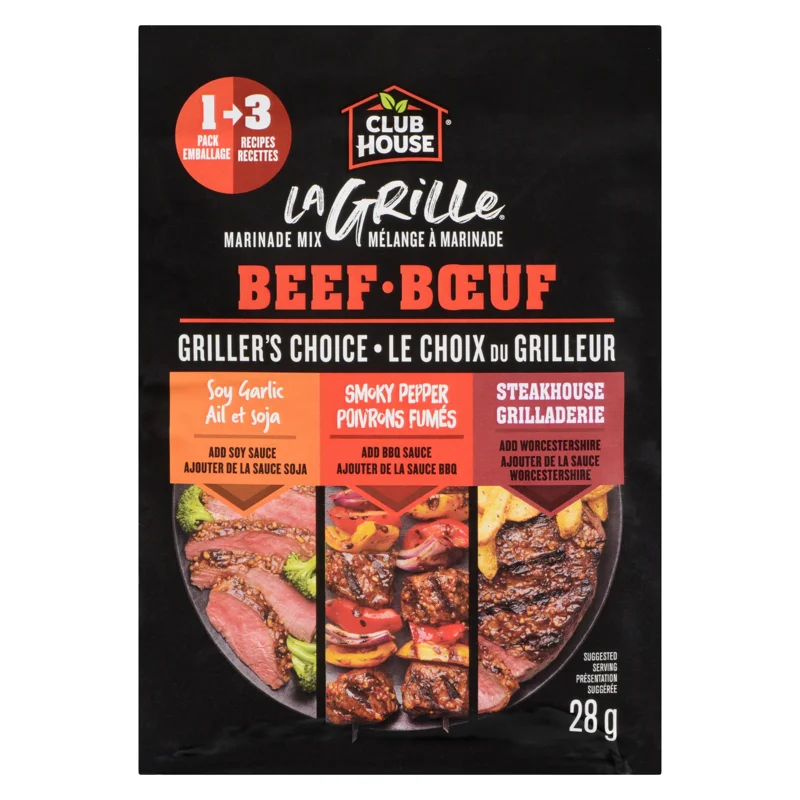 1→3
PACK RECIPES
EMBALLAGE RECETTES
CLUB
HOUSE®
LA GRiLLe®
MARINADE MIX MÉLANGE À MARINADE
BEEF • BŒUF
GRILLER'S CHOICE • LE CHOIX DU GRILLEUR
Soy Garlic
Ail et soja
ADD SOY SAUCE
AJOUTER DE LA SAUCE SOJA
SMOKY PEPPER
POIVRONS FUMÉS
ADD BBQ SAUCE
AJOUTER DE LA SAUCE BBQ
STEAKHOUSE
GRILLADERIE
ADD WORCESTERSHIRE
AJOUTER DE LA SAUCE
WORCESTERSHIRE
SUGGESTED
SERVING
PRÉSENTATION
SUGGÉRÉE
28 g